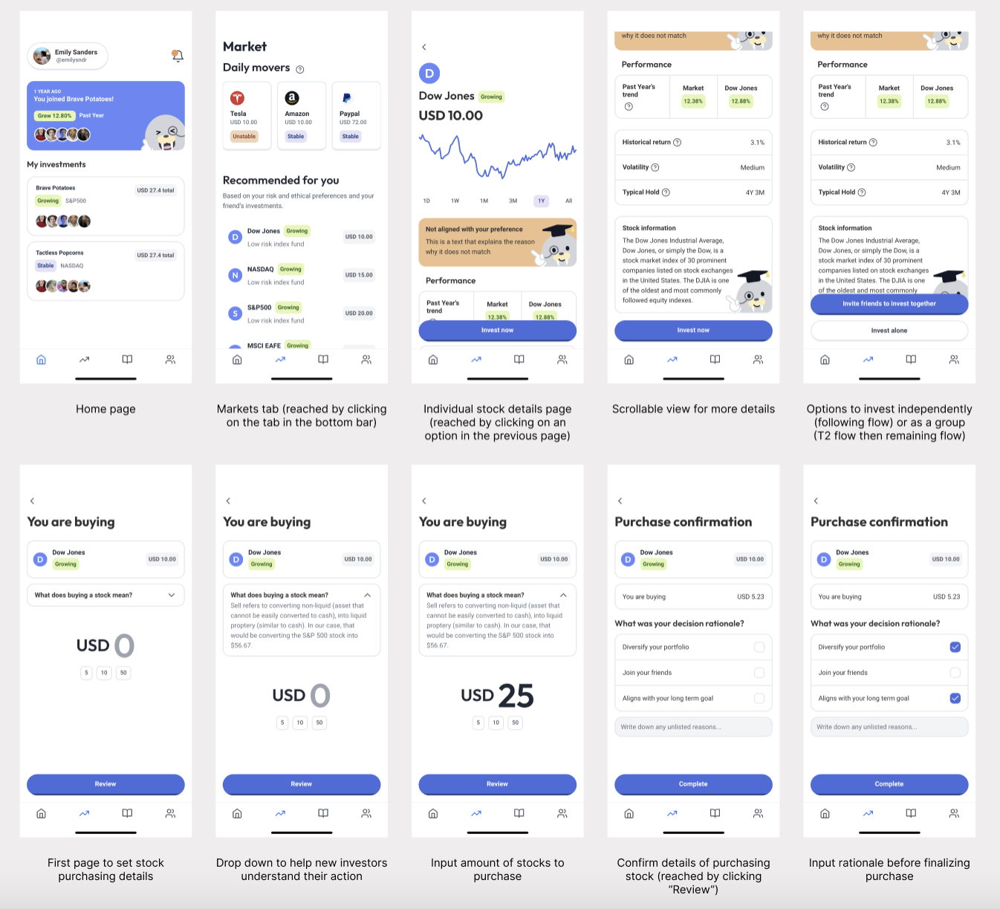 Emily Sanders
@emilysndr
1 YEAR AGO
You joined Brave Potatoes!
Grew 12.80% Past Year
My investments
Brave Potatoes
USD 27.4 total
Growing S&P500
Tactless Popcorns
USD 27.4 total
Stable NASDAQ
Home page
Market
Daily movers
Tesla
USD 10.00
Unstable
Amazon
USD 10.00
Stable
Paypal
USD 72.00
Stable
Recommended for you
Based on your risk and ethical preferences and your
friend's investments.
D
Dow Jones Growing
Low risk index fund
USD 10.00
N
NASDAQ Growing
Low risk index fund
USD 15.00
S
S&P500 Growing
Low risk index fund
USD 20.00
MSCI EAFE Growing
Markets tab (reached by clicking
on the tab in the bottom bar)
D
Dow Jones Growing
USD 10.00
1D 1W 1M 3M 1Y All
Not aligned with your preference
This is a text that explains the reason
why it does not match
Performance
Past Year's
trend
Market
12.38%
Dow Jones
12.88%
Invest now
Individual stock details page
(reached by clicking on an
option in the previous page)
why it does not match
Performance
Past Year's
trend
Market
12.38%
Dow Jones
12.88%
Historical return 3.1%
Volatility Medium
Typical Hold 4Y 3M
Stock information
The Dow Jones Industrial Average,
Dow Jones, or simply the Dow, is a
stock market index of 30 prominent
companies listed on stock exchanges
in the United States. The DJIA is one
of the oldest and most commonly
followed equity indexes.
Invest now
Scrollable view for more details
why it does not match
Performance
Past Year's
trend
Market
12.38%
Dow Jones
12.88%
Historical return 3.1%
Volatility Medium
Typical Hold 4Y 3M
Stock information
The Dow Jones Industrial Average,
Dow Jones, or simply the Dow, is a
stock market index of 30 prominent
companies listed on stock exchanges
in the United States. The DJIA is one
of the oldest and most commonly
Invite friends to invest together
Invest alone
Options to invest independently
(following flow) or as a group
(T2 flow then remaining flow)
You are buying
D
Dow Jones
Growing
USD 10.00
What does buying a stock mean?
USD 0
5 10 50
Review
First page to set stock
purchasing details
You are buying
D
Dow Jones
Growing
USD 10.00
What does buying a stock mean?
Sell refers to converting non-liquid (asset that
cannot be easily converted to cash), into liquid
proptery (similar to cash). In our case, that
would be converting the S&P 500 stock into
$56.67.
USD 0
5 10 50
Review
Drop down to help new investors
understand their action
You are buying
D
Dow Jones
Growing
USD 10.00
What does buying a stock mean?
Sell refers to converting non-liquid (asset that
cannot be easily converted to cash), into liquid
proptery (similar to cash). In our case, that
would be converting the S&P 500 stock into
$56.67.
USD 25
5 10 50
Review
Input amount of stocks to
purchase
Purchase confirmation
D
Dow Jones
Growing
USD 10.00
You are buying USD 5.23
What was your decision rationale?
Diversify your portfolio
Join your friends
Aligns with your long term goal
Write down any unlisted reasons...
Complete
Confirm details of purchasing
stock (reached by clicking
“Review”)
Purchase confirmation
D
Dow Jones
Growing
USD 10.00
You are buying USD 5.23
What was your decision rationale?
Diversify your portfolio
Join your friends
Aligns with your long term goal
Write down any unlisted reasons...
Complete
Input rationale before finalizing
purchase